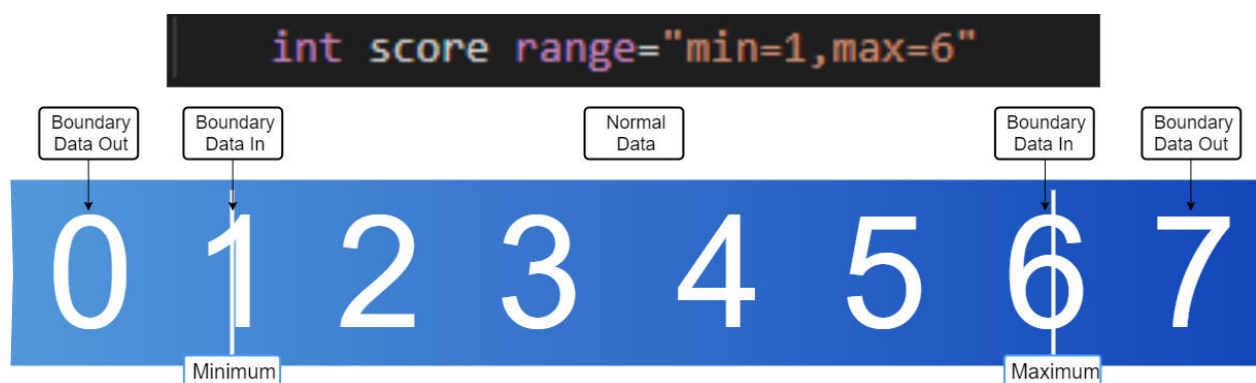 int score range="min=1,max=6"
Boundary
Data Out
Boundary
Data In
Normal
Data
Boundary
Data In
Boundary
Data Out
0 1 2 3 4 5 6 7
Minimum
Maximum